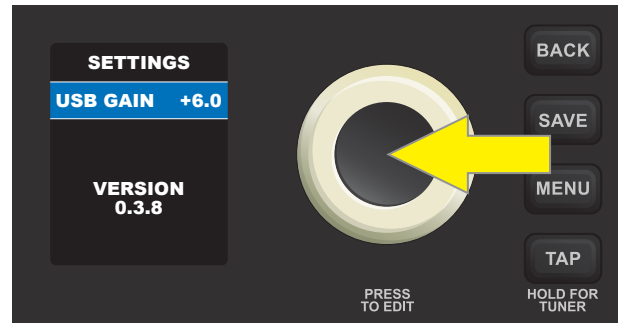 SETTINGS
USB GAIN +6.0
VERSION
0.3.8
BACK
SAVE
MENU
TAP
PRESS
TO EDIT
HOLD FOR
TUNER